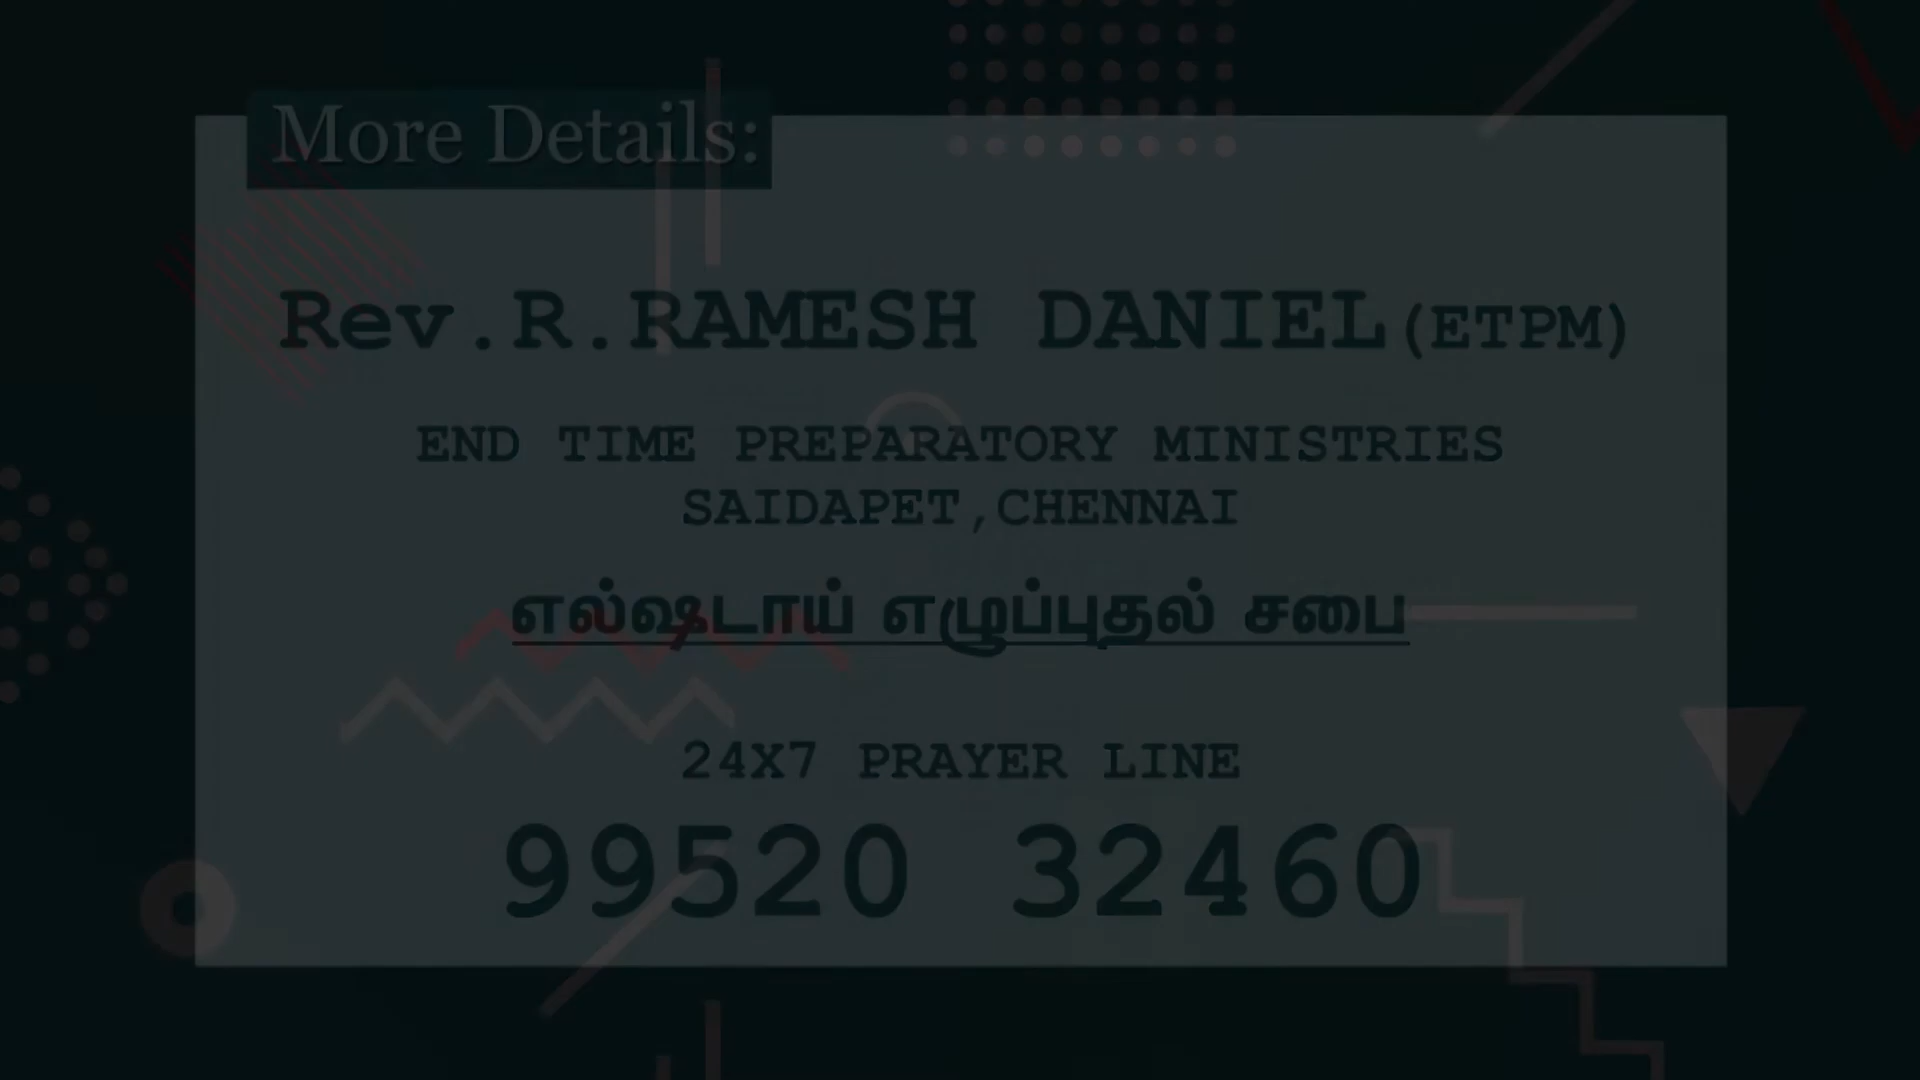 More Details:
Rev.R.RAMESH DANIEL(ETPM)
END TIME PREPARATORY MINISTRIES
SAIDAPET,CHENNAI
எல்ஷடாய் எழுப்புதல் சபை
24X7 PRAYER LINE
99520 32460